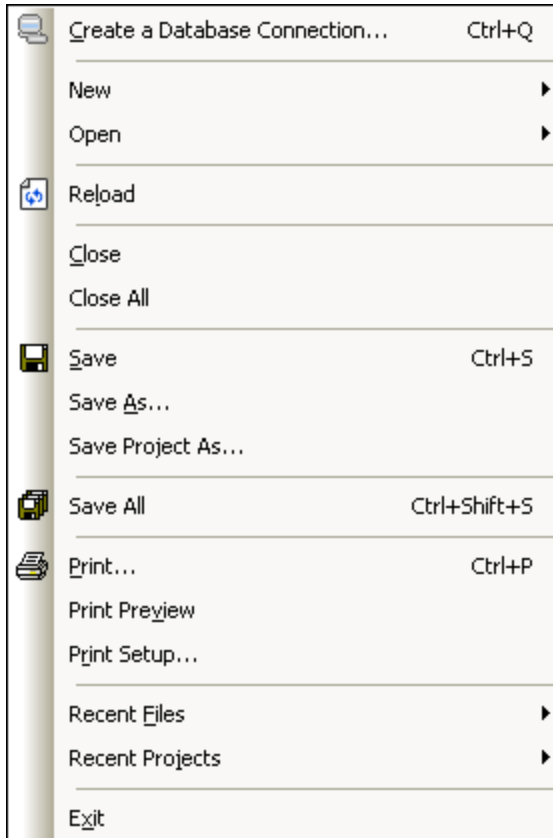 Create a Database Connection... Ctrl+Q
New
Open
Reload
Close
Close All
Save Ctrl+S
Save As...
Save Project As...
Save All Ctrl+Shift+S
Print... Ctrl+P
Print Preview
Print Setup...
Recent Files
Recent Projects
Exit